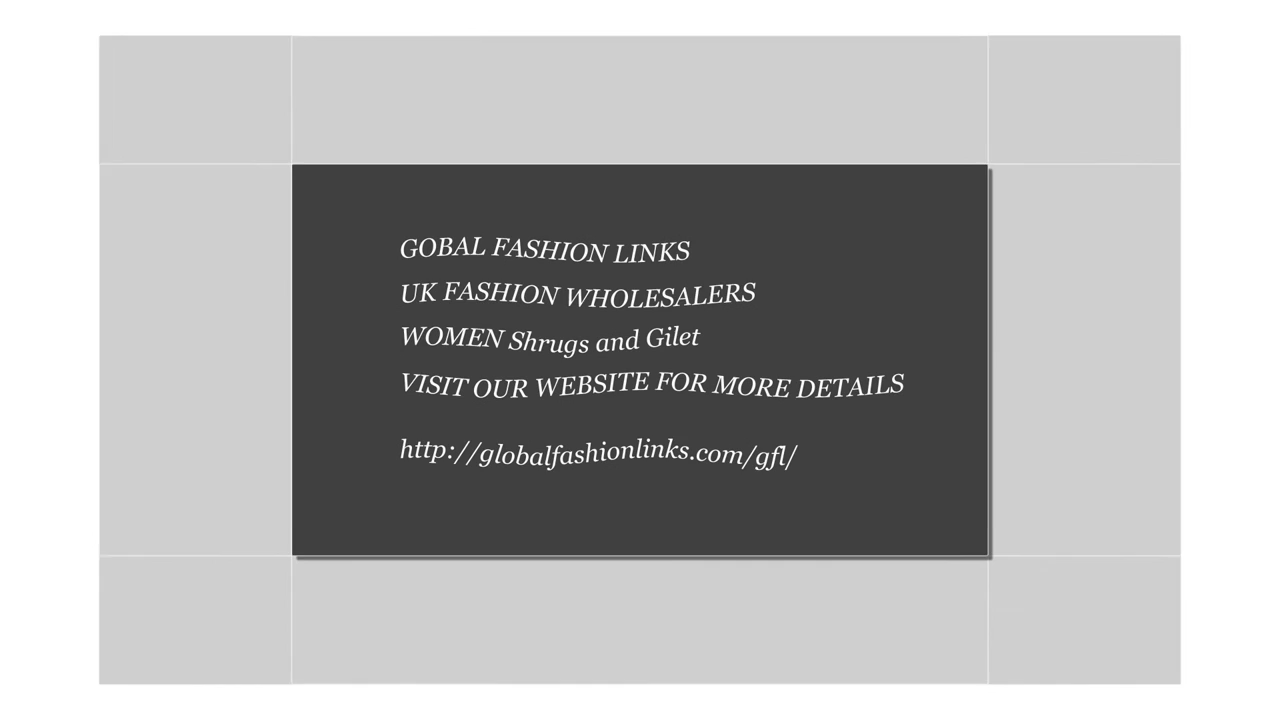 GOBAL FASHION LINKS
UK FASHION WHOLESALERS
WOMEN Shrugs and Gilet
VISIT OUR WEBSITE FOR MORE DETAILS
http://globalfashionlinks.com/gfl/